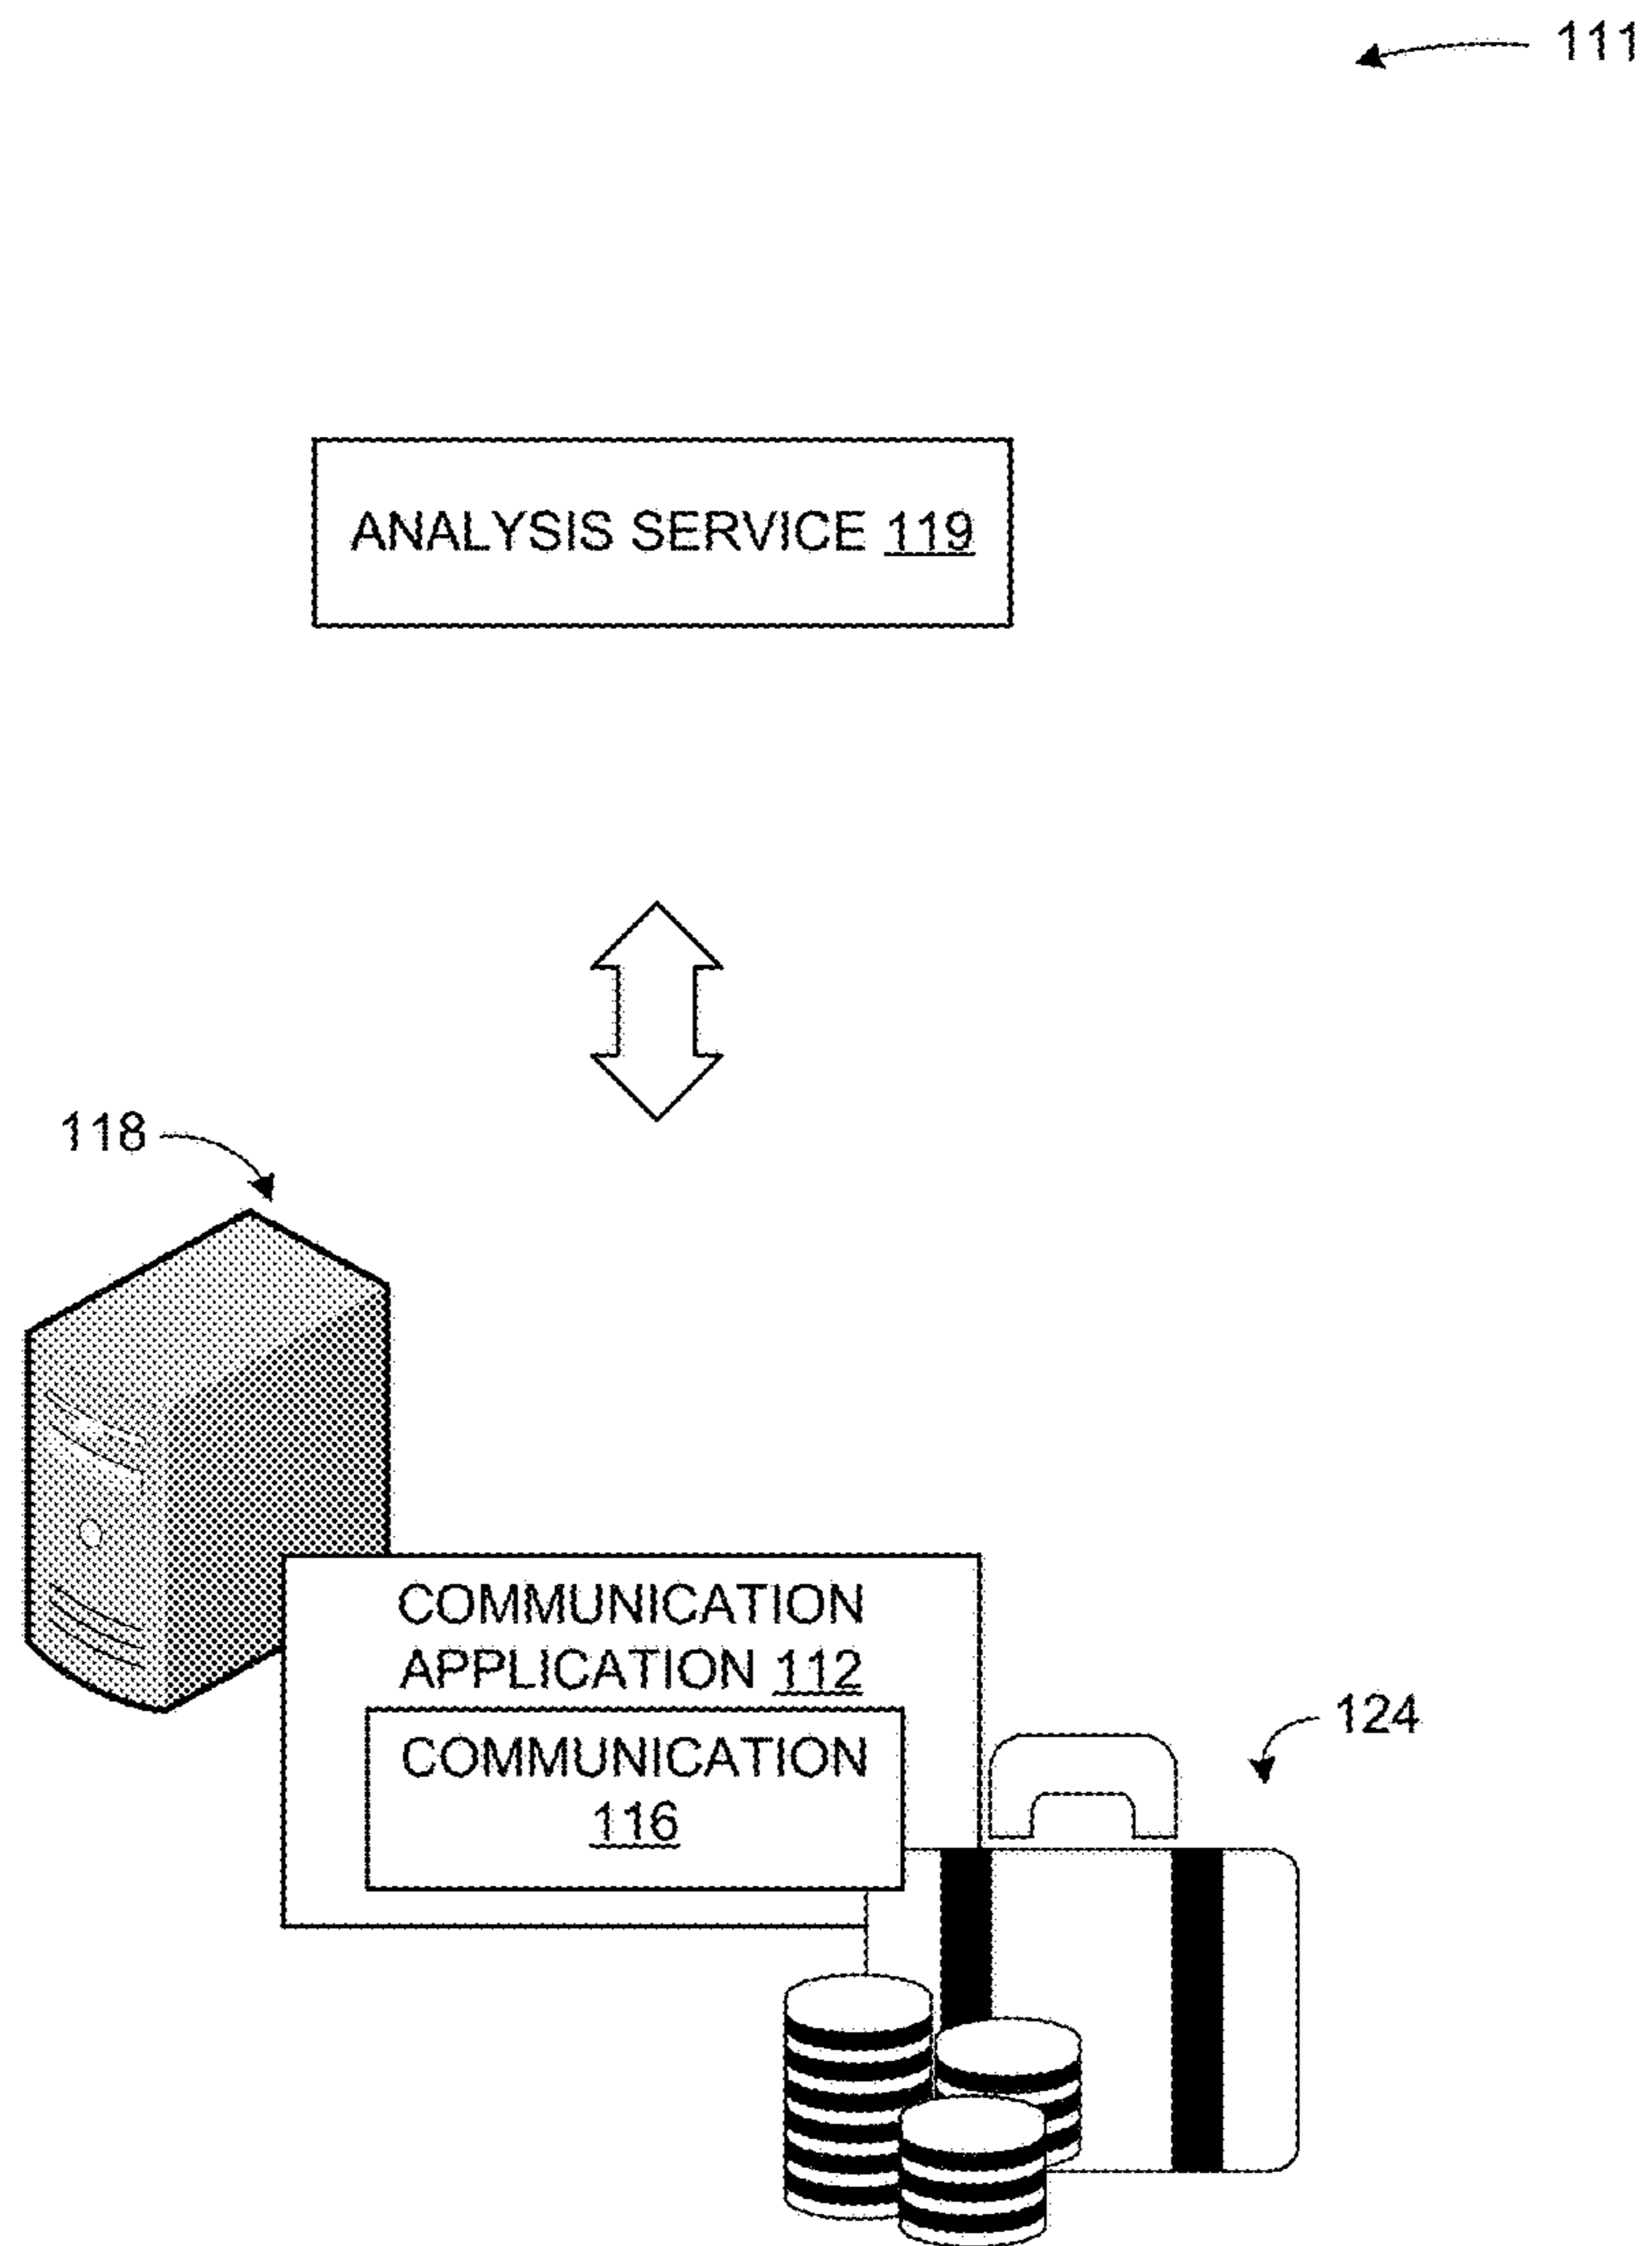 111
ANALYSIS SERVICE 119
118
COMMUNICATION
APPLICATION 112
COMMUNICATION
116
124